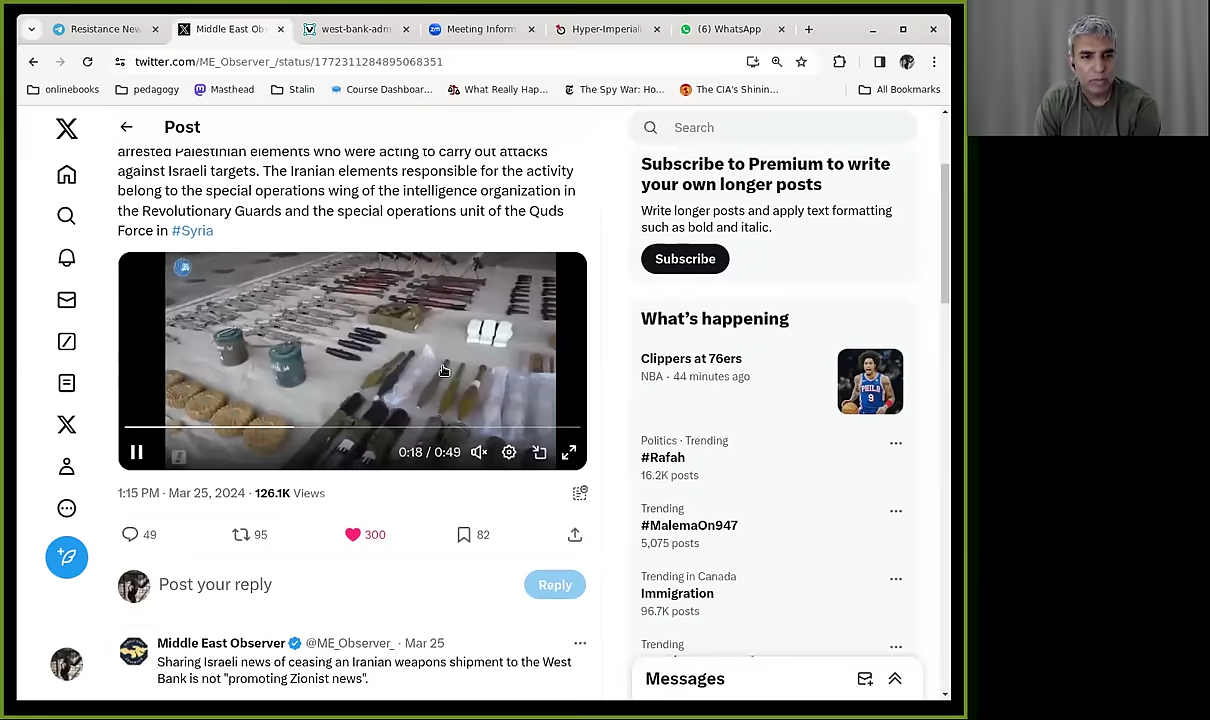 Resistance New
Middle East Ob
west-bank-adm
Meeting Inform
Hyper-Imperiali
(6) WhatsApp
twitter.com/ME_Observer_/status/1772311284895068351
onlinebooks
pedagogy
Masthead
Stalin
Course Dashboar...
What Really Hap...
The Spy War: Ho...
The CIA's Shinin...
All Bookmarks
Post
arrested Palestinian elements who were acting to carry out attacks
against Israeli targets. The Iranian elements responsible for the activity
belong to the special operations wing of the intelligence organization in
the Revolutionary Guards and the special operations unit of the Quds
Force in #Syria
0:18 / 0:49
1:15 PM · Mar 25, 2024 · 126.1K Views
49
95
300
82
Post your reply
Reply
Middle East Observer @ME_Observer_ · Mar 25
Sharing Israeli news of ceasing an Iranian weapons shipment to the West
Bank is not "promoting Zionist news".
Search
Subscribe to Premium to write
your own longer posts
Write longer posts and apply text formatting
such as bold and italic.
Subscribe
What's happening
Clippers at 76ers
NBA · 44 minutes ago
PHILA
9
Politics · Trending
#Rafah
16.2K posts
Trending
#MalemaOn947
5,075 posts
Trending in Canada
Immigration
96.7K posts
Trending
Messages